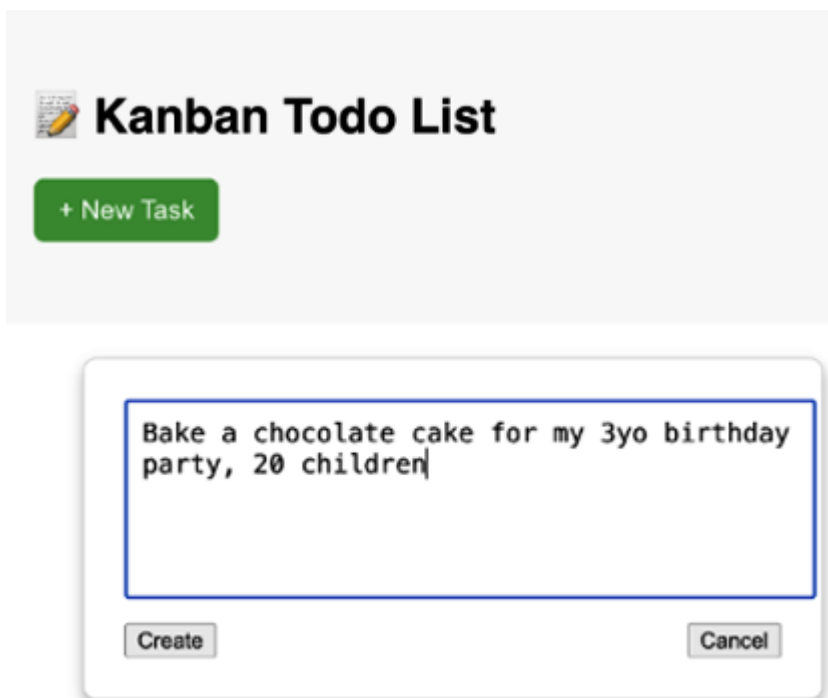 Kanban Todo List
+ New Task
Bake a chocolate cake for my 3yo birthday
party, 20 children
Create
Cancel